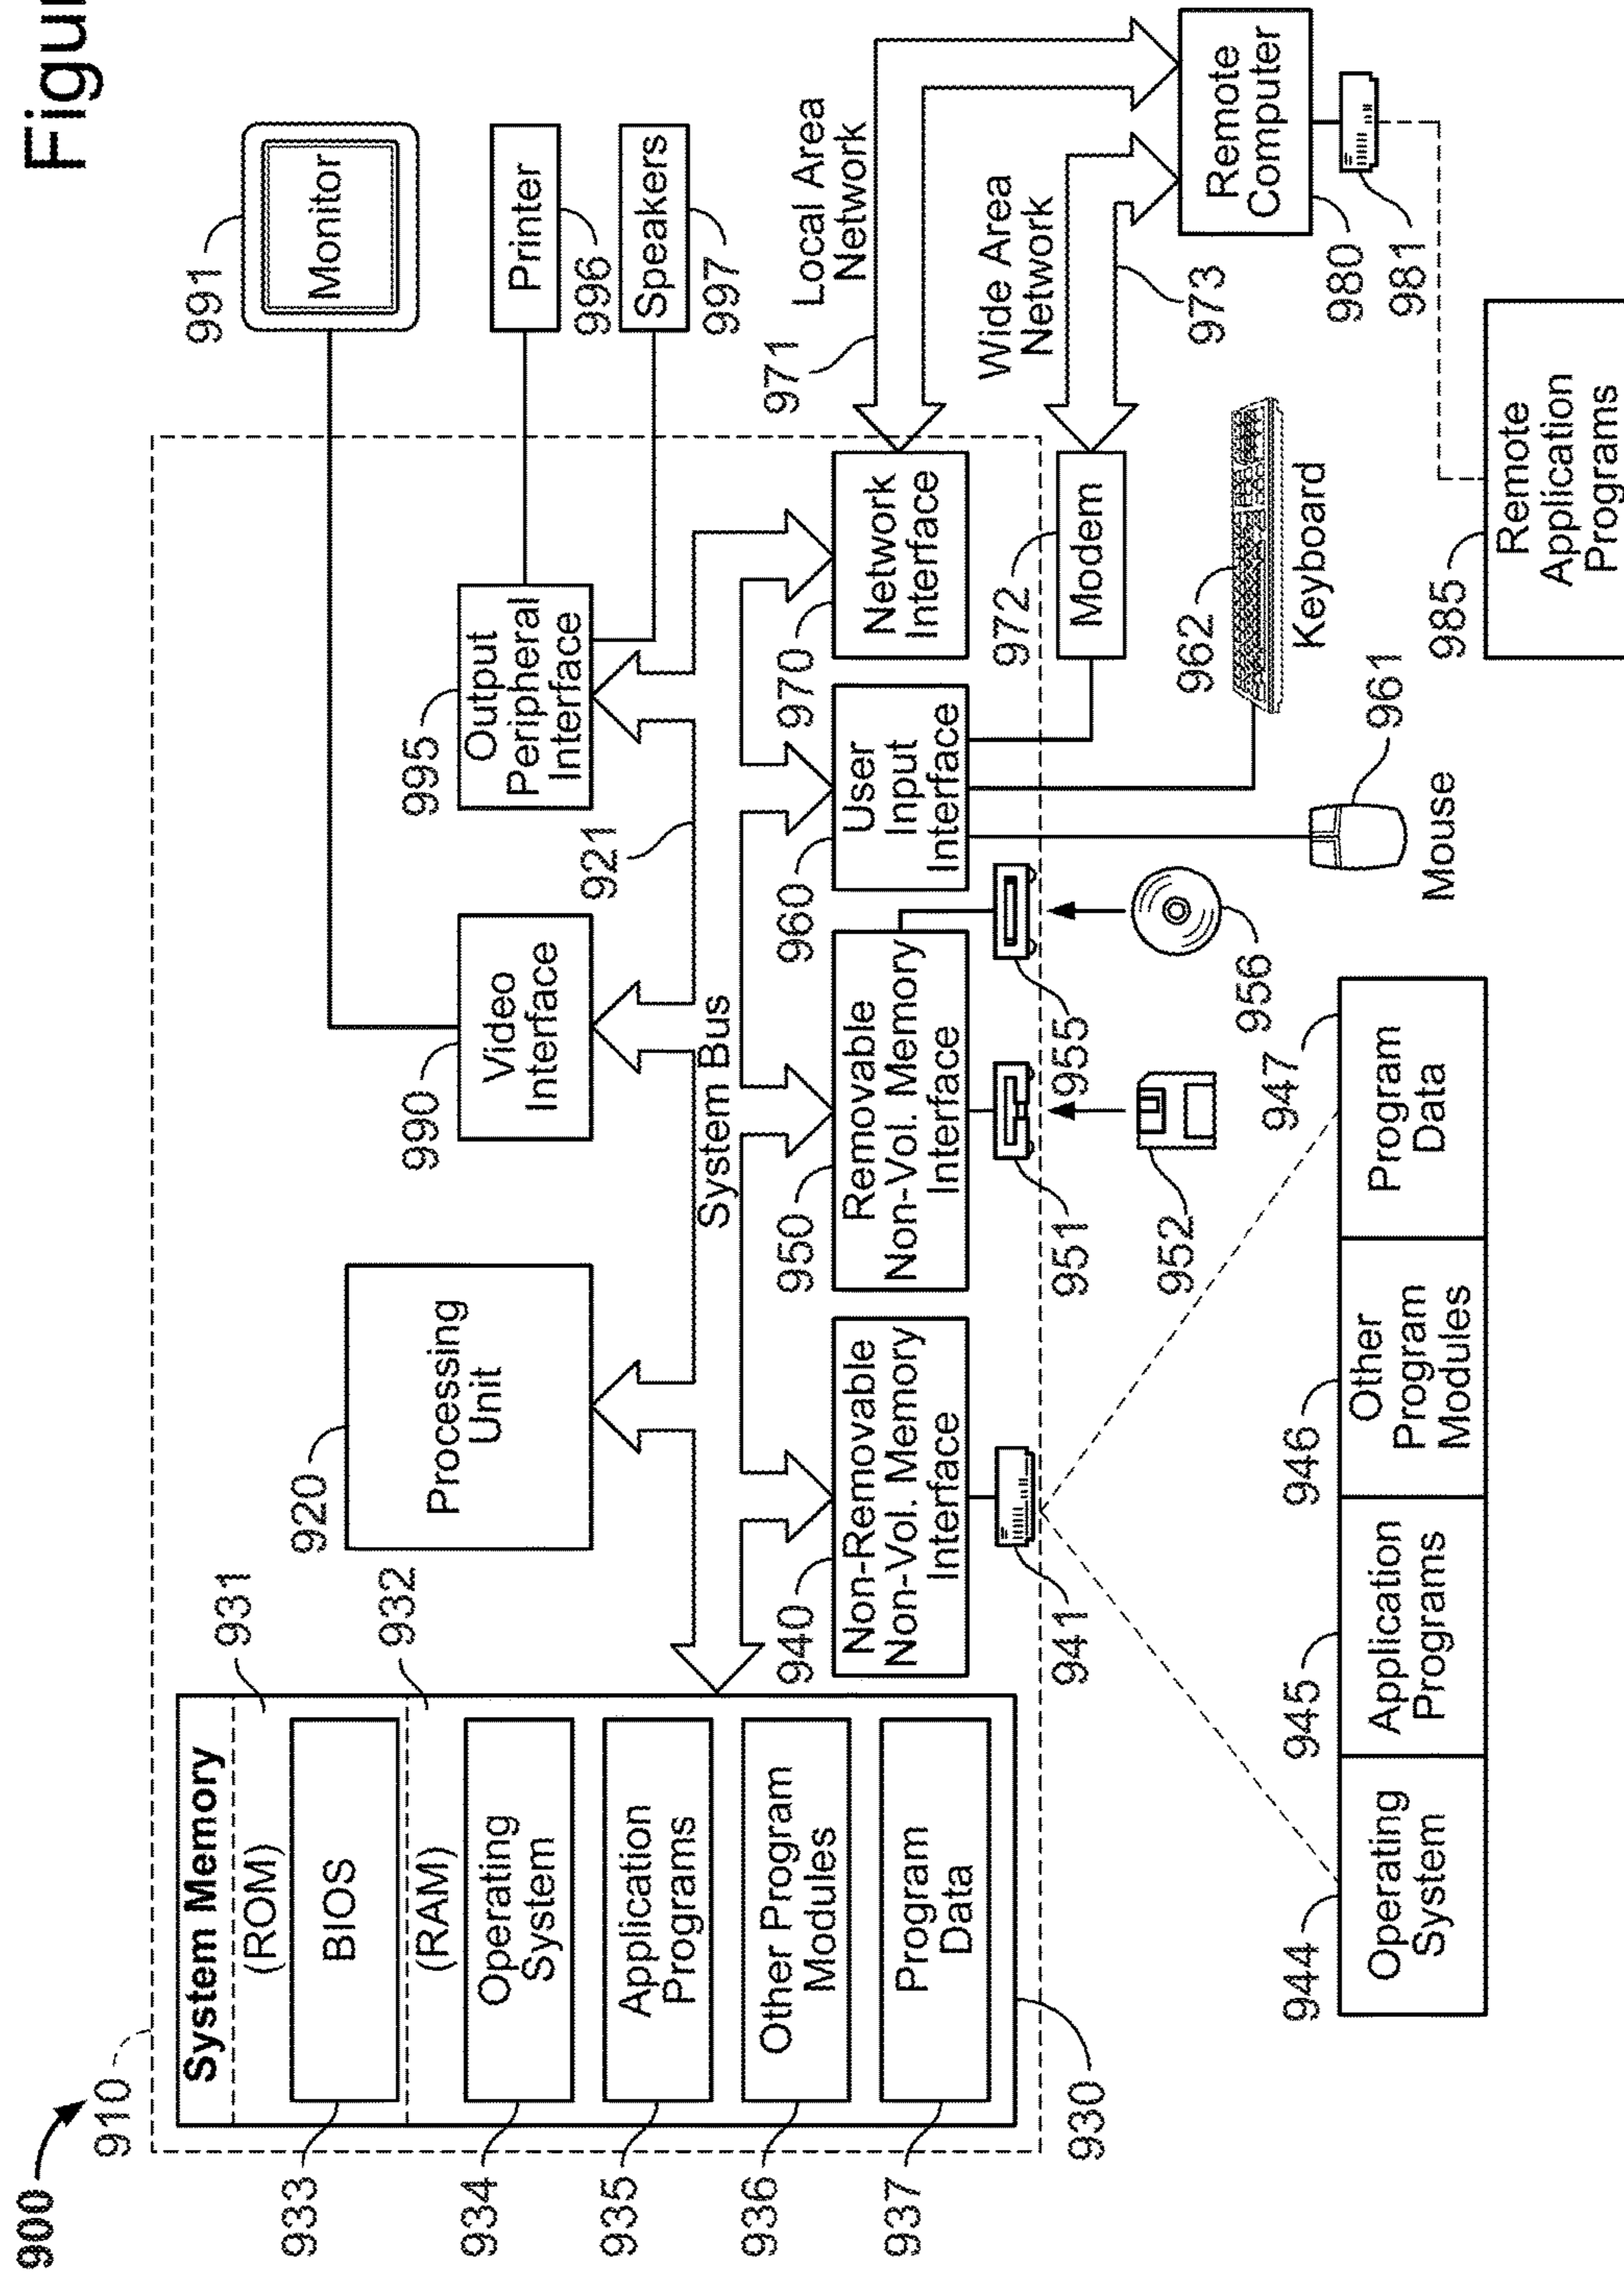 Figur
900
910
System Memory
(ROM)
931
BIOS
933
(RAM)
932
Operating
System
934
Application
Programs
935
Other Program
Modules
936
Program
Data
937
930
920
Processing
Unit
990
Video
Interface
995
Output
Peripheral
Interface
991
Monitor
Printer
996
Speakers
997
921
System Bus
940
Non-Removable
Non-Vol. Memory
Interface
950
Removable
Non-Vol. Memory
Interface
960
User
Input
Interface
970
Network
Interface
971
Local Area
Network
Wide Area
Network
973
972
Modem
Remote
Computer
980
981
941
951
955
952
956
Mouse
961
962
Keyboard
944
Operating
System
945
Application
Programs
946
Other
Program
Modules
947
Program
Data
985
Remote
Application
Programs